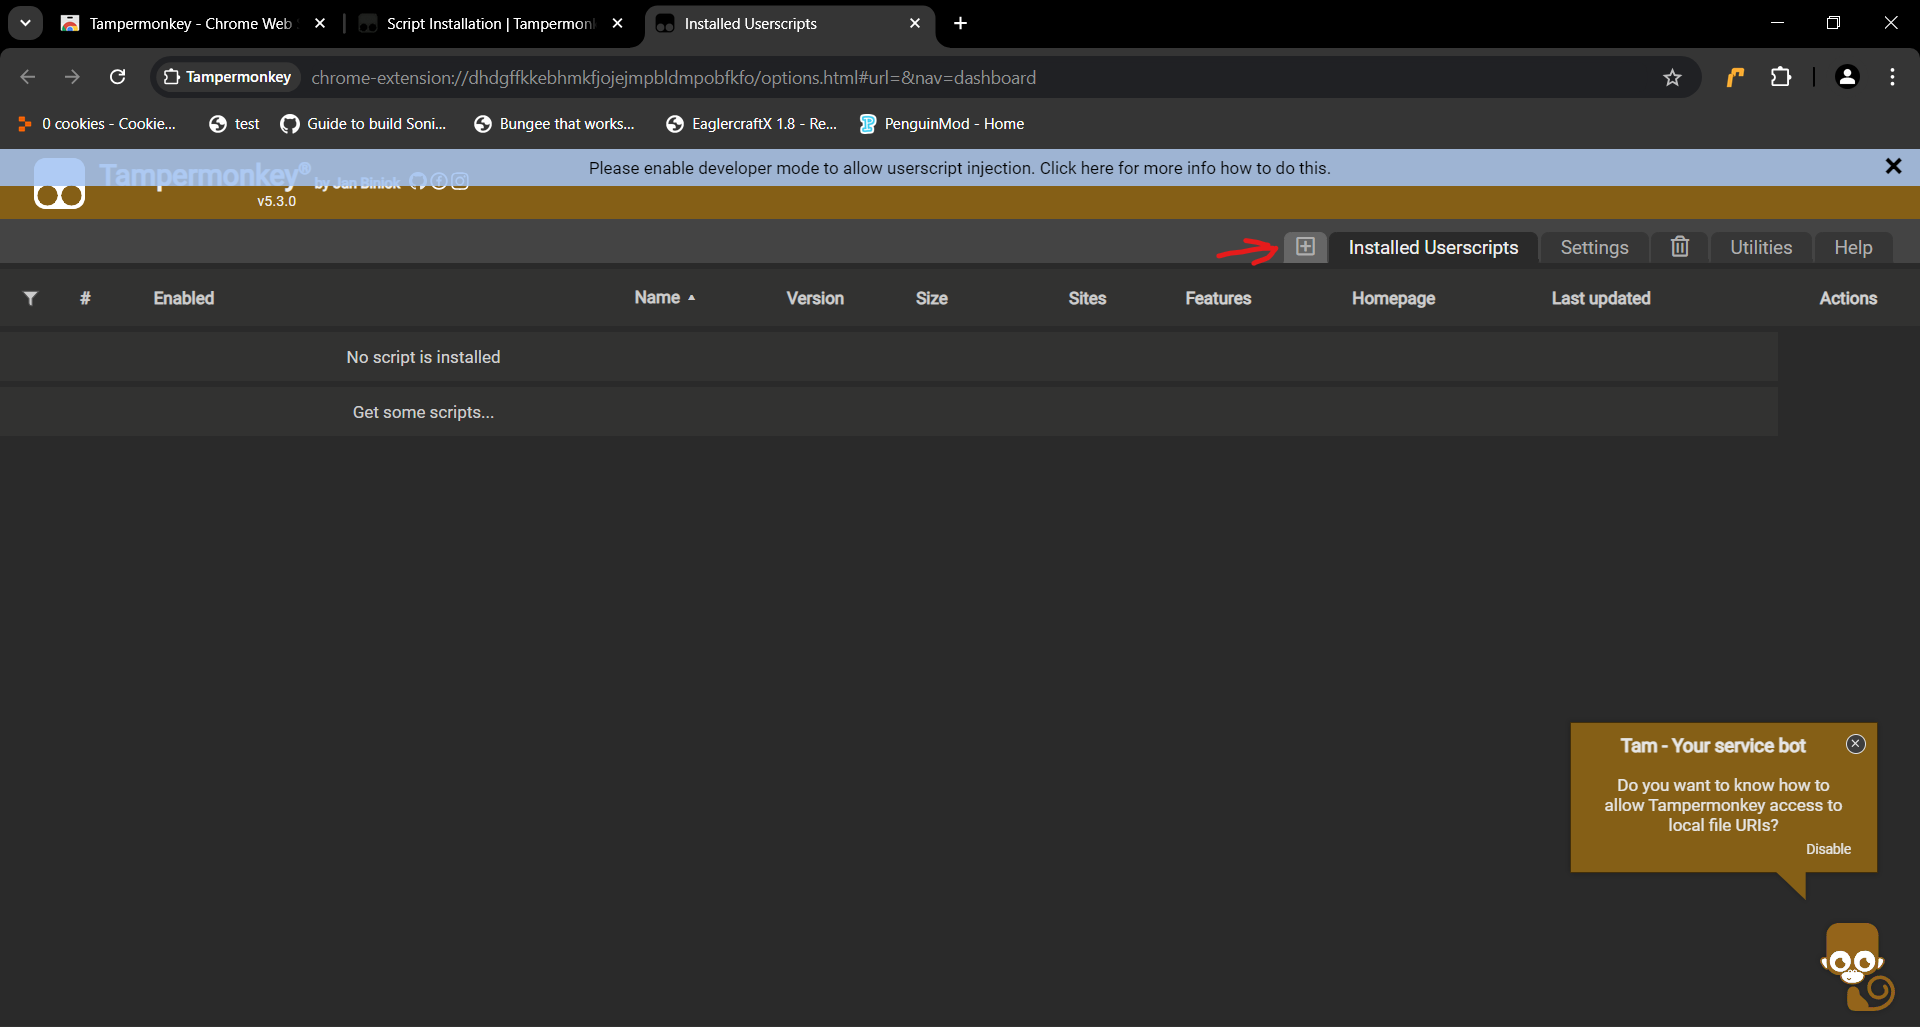 Tampermonkey - Chrome Web
Script Installation | Tampermon
Installed Userscripts
Tampermonkey
chrome-extension://dhdgffkkebhmkfjojejmpbldmpobfkfo/options.html#url=&nav=dashboard
0 cookies - Cookie...
test
Guide to build Soni...
Bungee that works...
EaglercraftX 1.8 - Re...
PenguinMod - Home
Please enable developer mode to allow userscript injection. Click here for more info how to do this.
Tampermonkey® by Jan Biniok
v5.3.0
Installed Userscripts
Settings
Utilities
Help
# Enabled Name Version Size Sites Features Homepage Last updated Actions
No script is installed
Get some scripts...
Tam - Your service bot
Do you want to know how to
allow Tampermonkey access to
local file URIs?
Disable